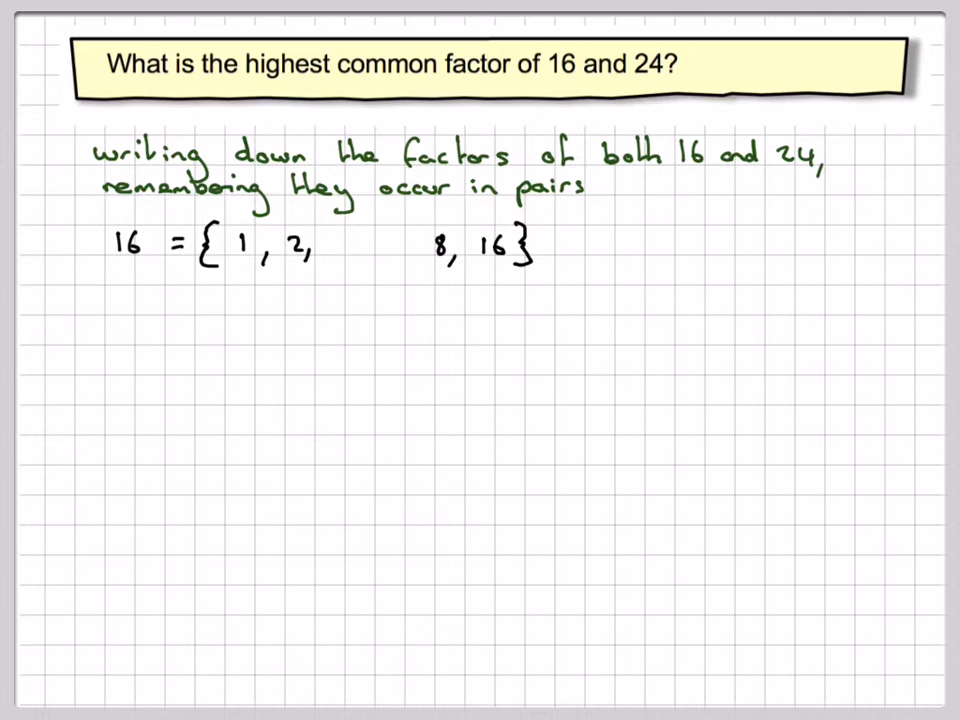 What is the highest common factor of 16 and 24?
writing down the factors of both 16 and 24,
remembering they occur in pairs
16 = { 1, 2, 8, 16}